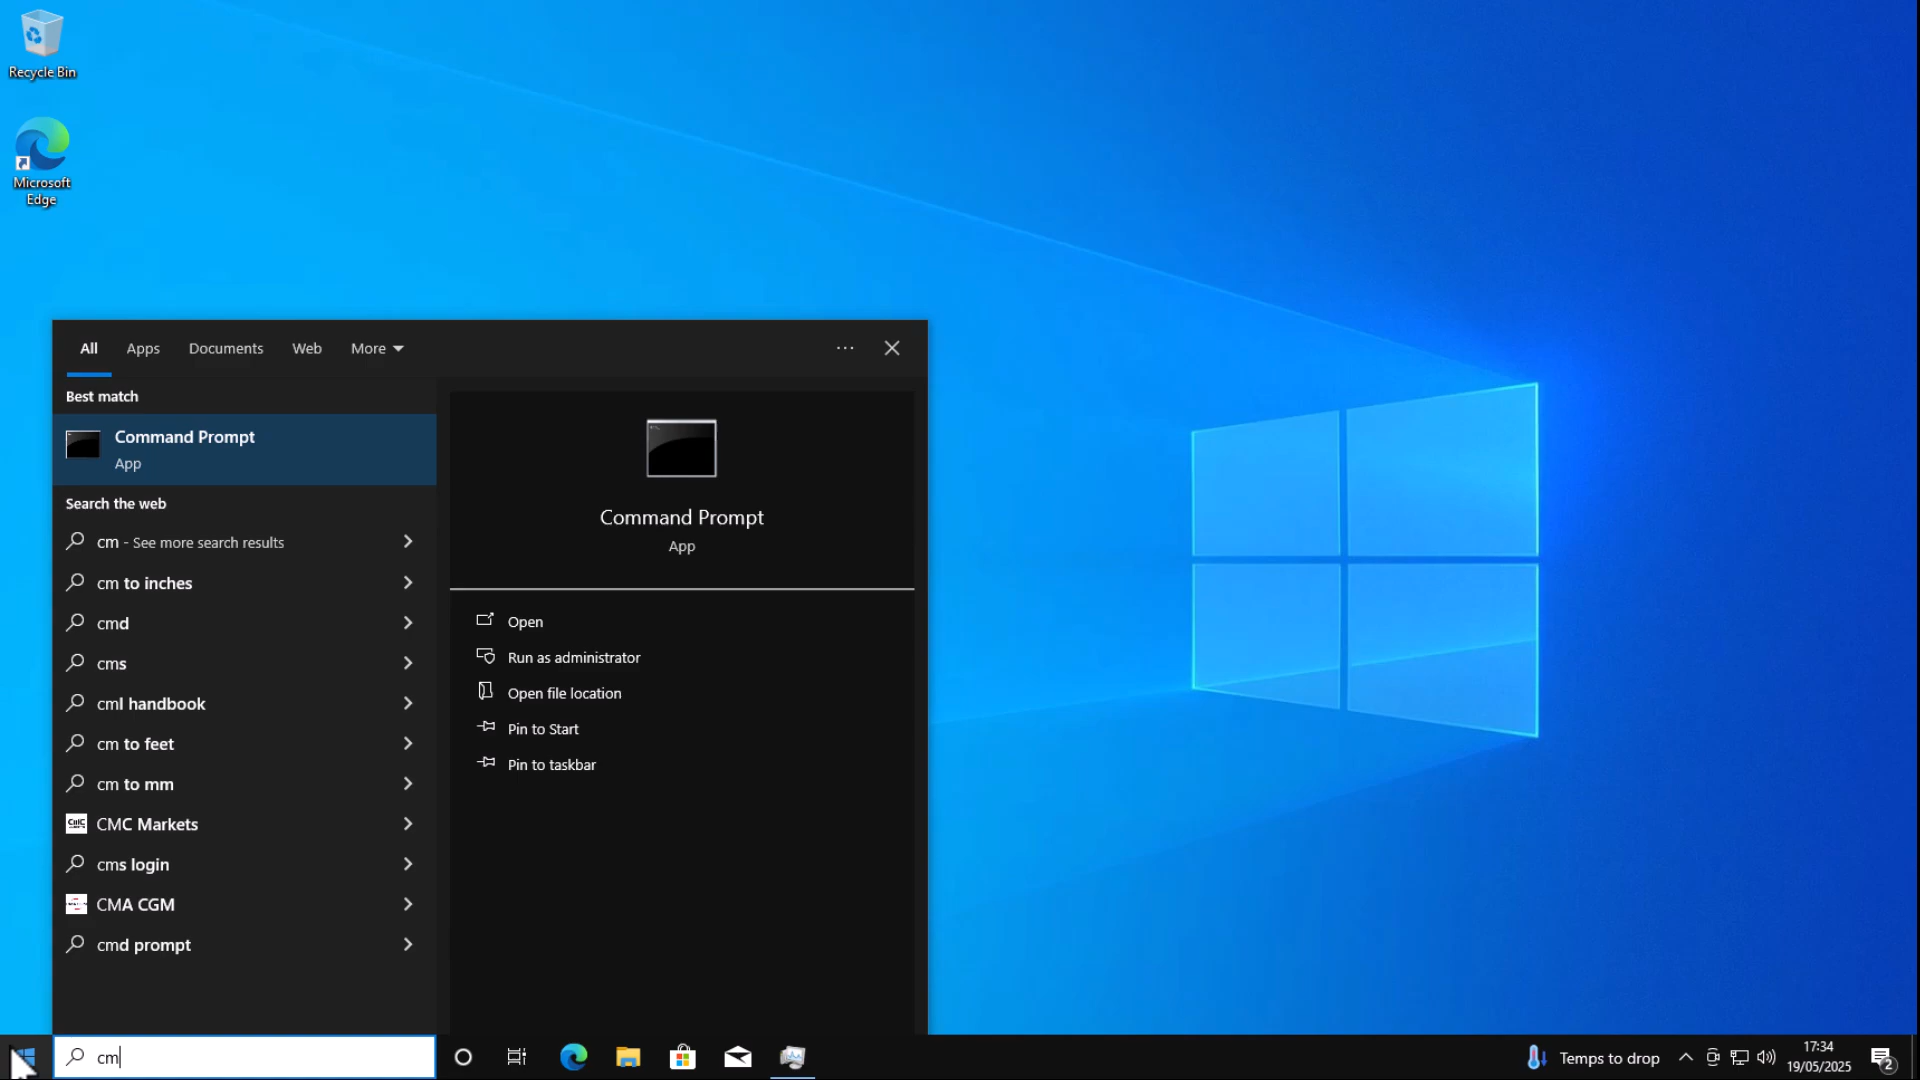 Recycle Bin
Microsoft
Edge
All
Apps
Documents
Web
More
Best match
Command Prompt
App
Search the web
cm - See more search results
cm to inches
cmd
cms
cml handbook
cm to feet
cm to mm
CMC Markets
cms login
CMA CGM
cmd prompt
Command Prompt
App
Open
Run as administrator
Open file location
Pin to Start
Pin to taskbar
cm
Temps to drop
17:34
19/05/2025
2